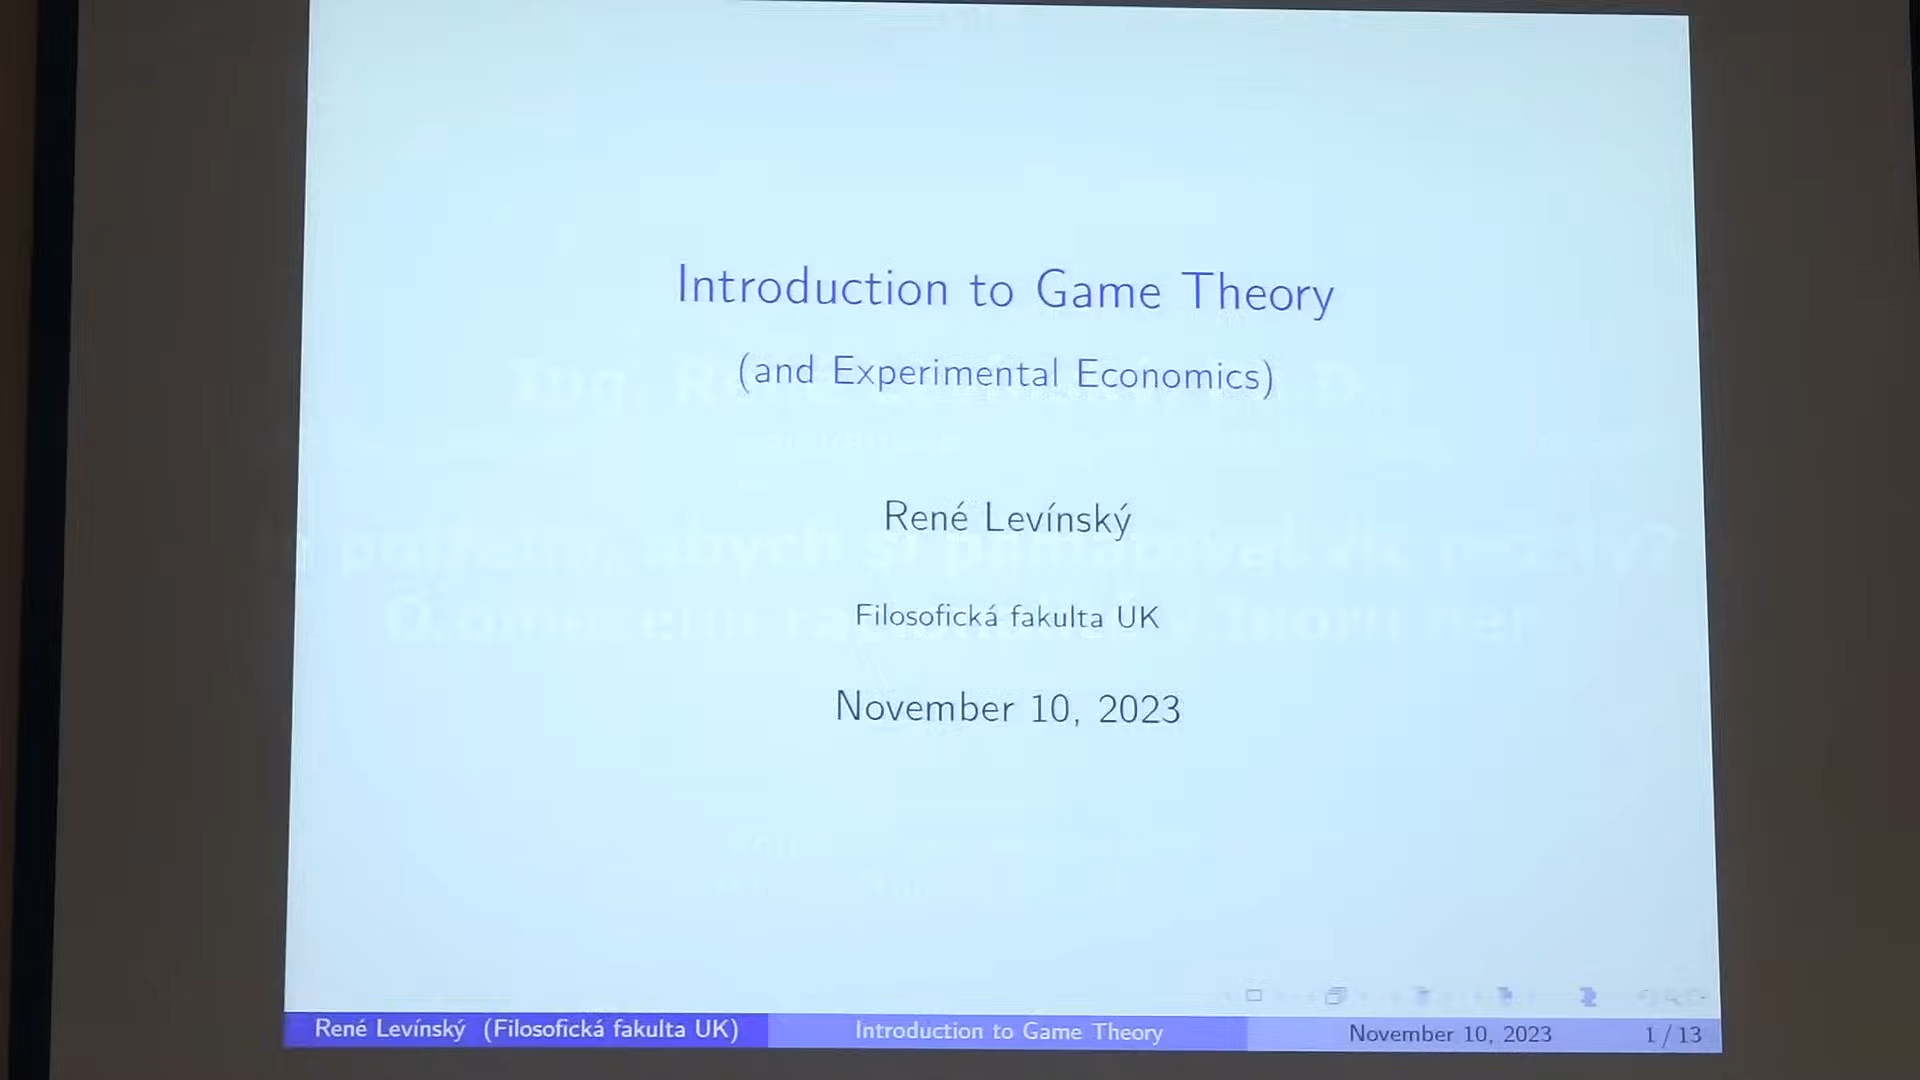 Introduction to Game Theory
(and Experimental Economics)
René Levínský
Filosofická fakulta UK
November 10, 2023
René Levínský (Filosofická fakulta UK) Introduction to Game Theory November 10, 2023 1 / 13